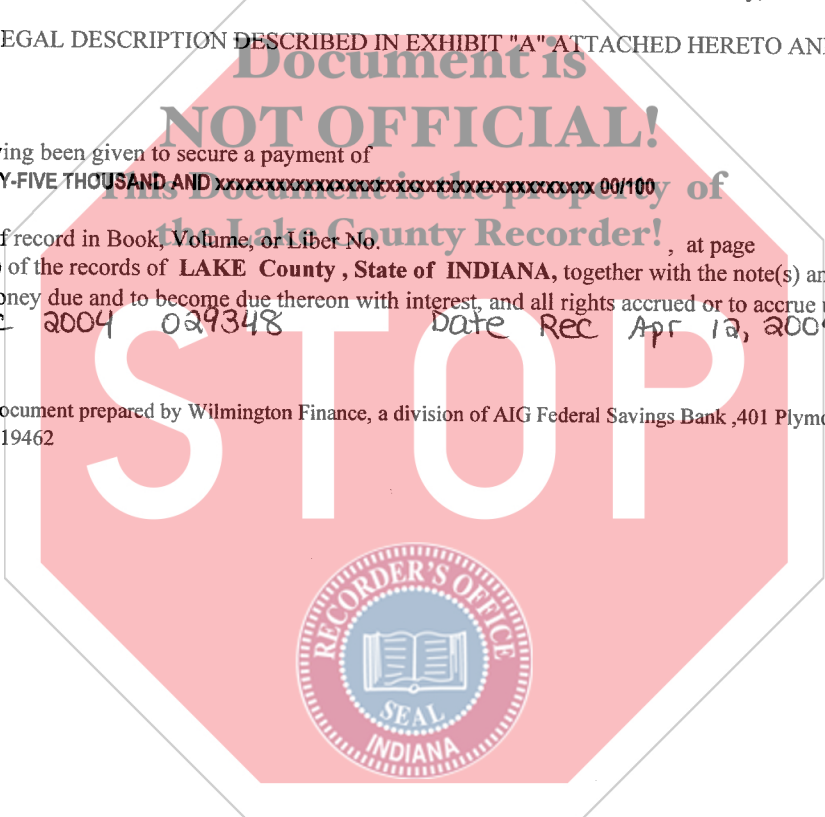 EGAL DESCRIPTION DESCRIBED IN EXHIBIT "A" ATTACHED HERETO AN
Document is
NOT OFFICIAL!
ing been given to secure a payment of
Y-FIVE THOUSAND AND xxxxxxxxxxxxxxxxxxxxxxxxxxxxxxxxxxxxxx 00/100
This Document is the property of
the Lake County Recorder!
f record in Book, Volume, or Liber No. , at page
of the records of LAKE County , State of INDIANA, together with the note(s) an
oney due and to become due thereon with interest, and all rights accrued or to accrue
2004 029348 Date Rec Apr 12, 200
ocument prepared by Wilmington Finance, a division of AIG Federal Savings Bank ,401 Plymo
19462
STOP
RECORDER'S OFFICE
SEAL
INDIANA